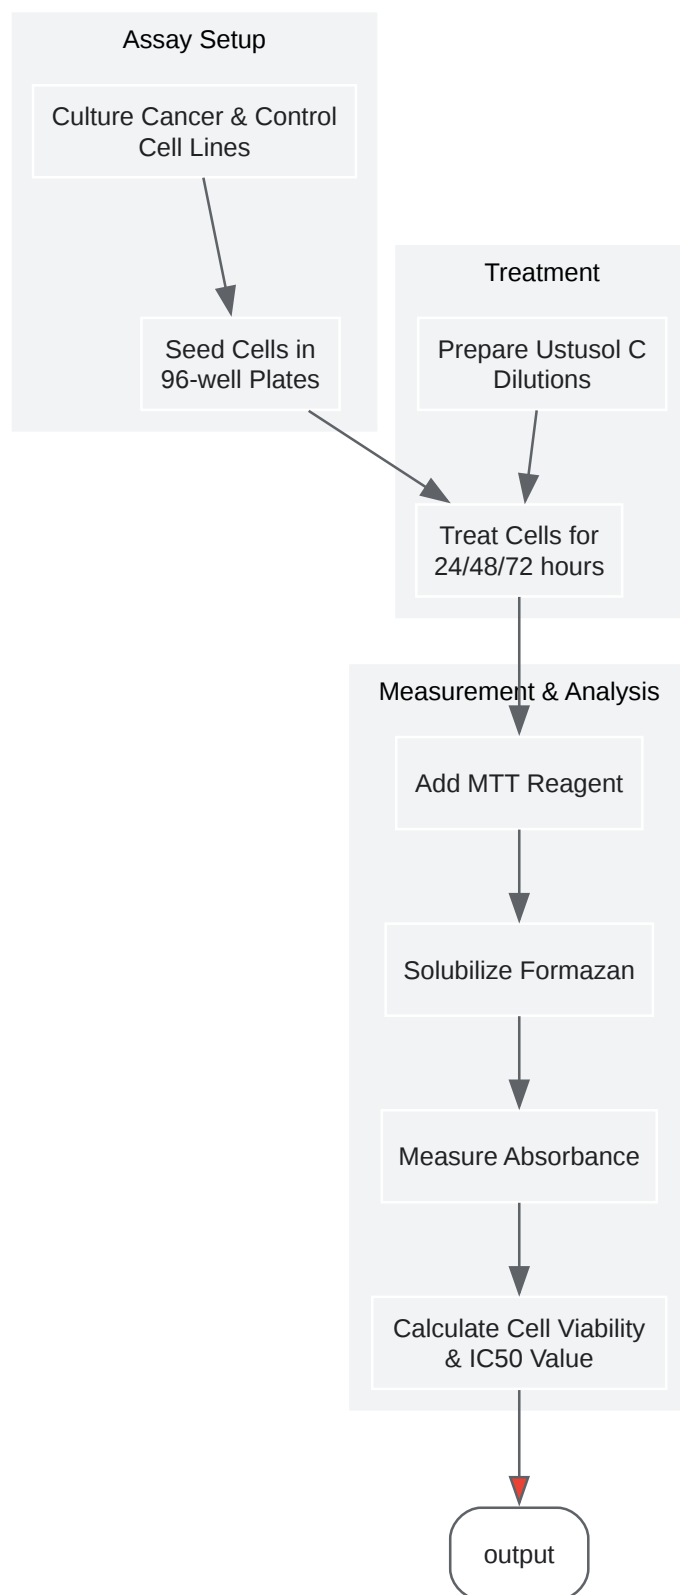 Assay Setup
Culture Cancer & Control
Cell Lines
Seed Cells in
96-well Plates
Treatment
Prepare Ustusol C
Dilutions
Treat Cells for
24/48/72 hours
Measurement & Analysis
Add MTT Reagent
Solubilize Formazan
Measure Absorbance
Calculate Cell Viability
& IC50 Value
output